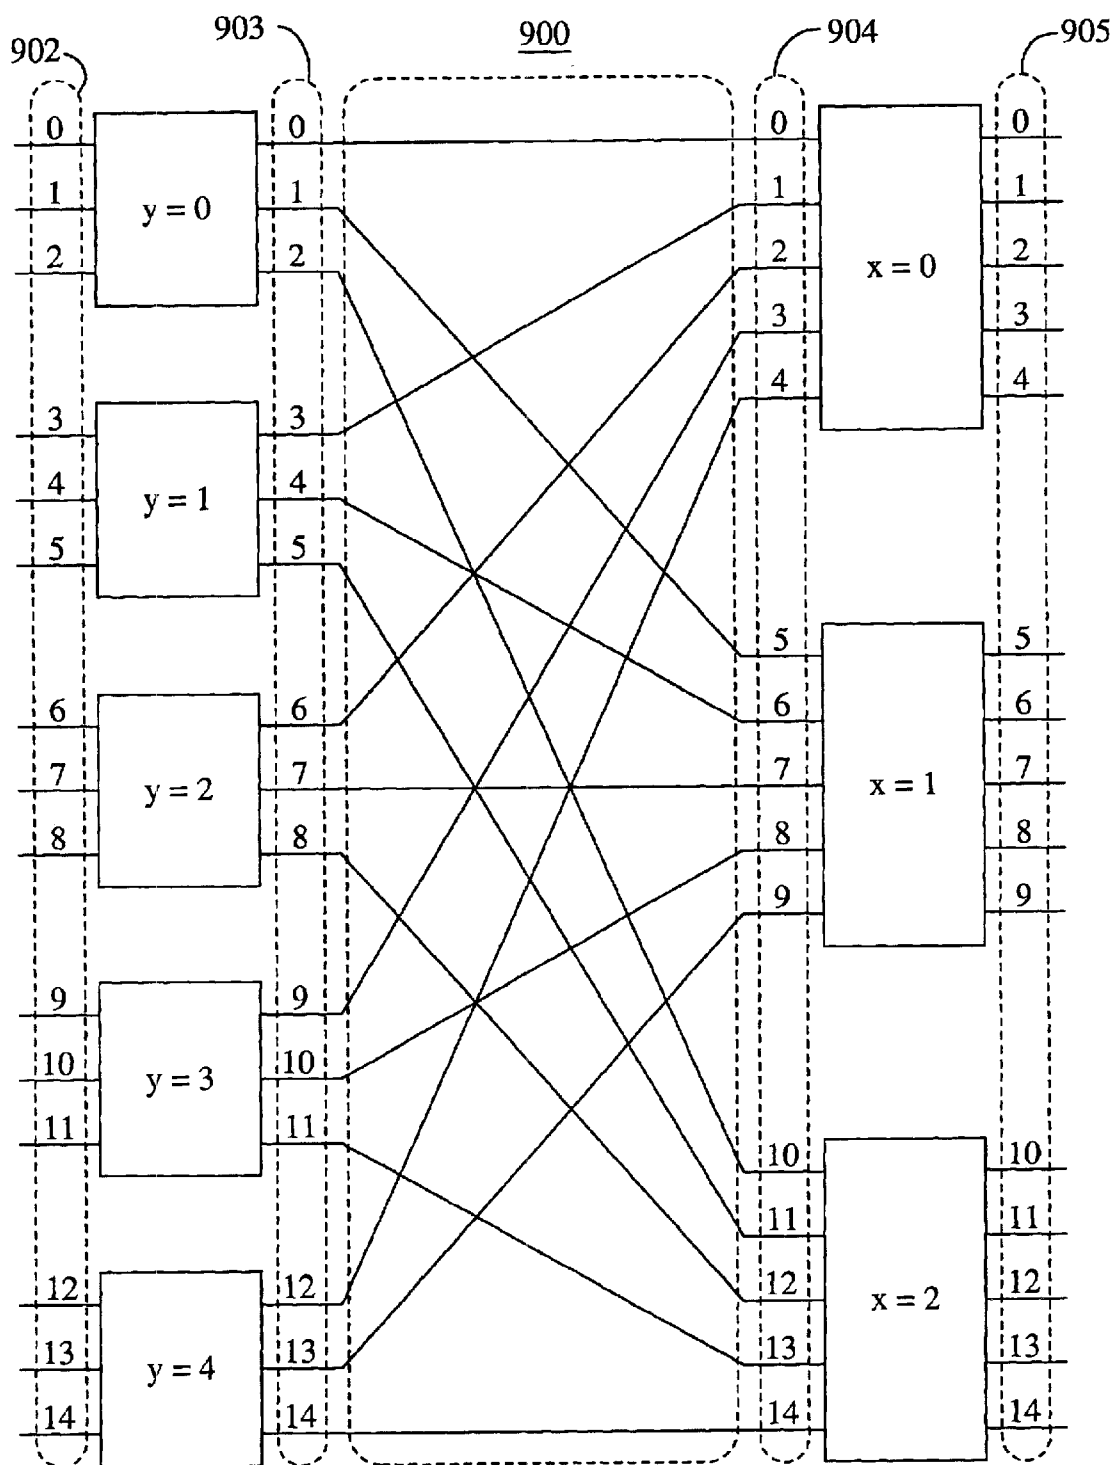 902 903 900 904 905
0 0 0 0
1 y = 0 1 1 1
2 2 2 x = 0 2
3 3
4 4
3 3
4 y = 1 4
5 5
5 5
6 6
6 6
7 y = 2 7 7 x = 1 7
8 8 8 8
9 9
9 9
10 y = 3 10
11 11
10 10
11 11
12 12 12 x = 2 12
13 y = 4 13 13 13
14 14 14 14